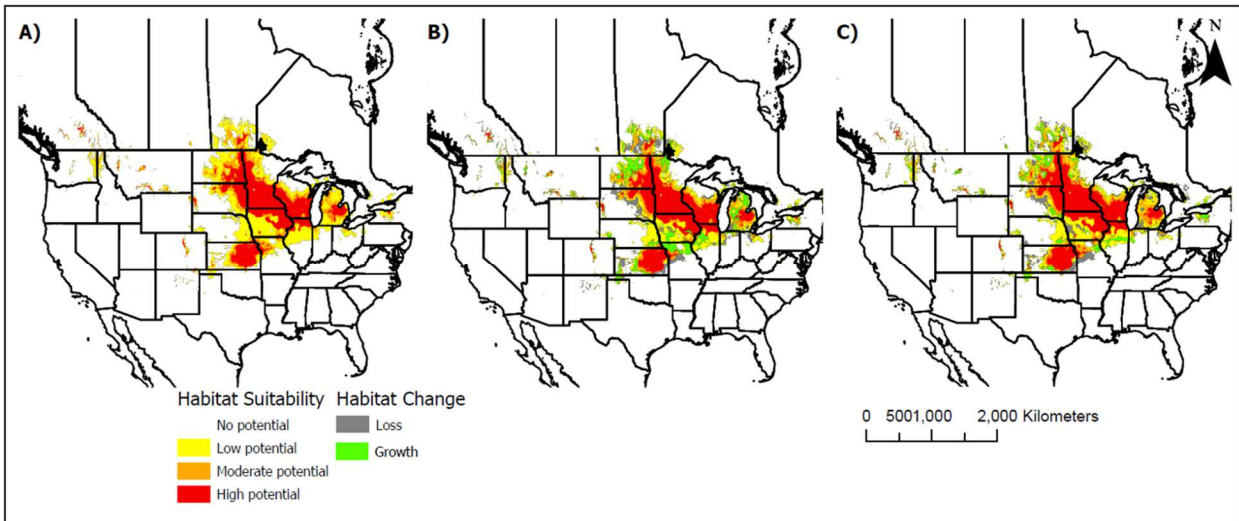 A)
B)
C)
N
Habitat Suitability
No potential
Low potential
Moderate potential
High potential
Habitat Change
Loss
Growth
0 5001,000 2,000 Kilometers